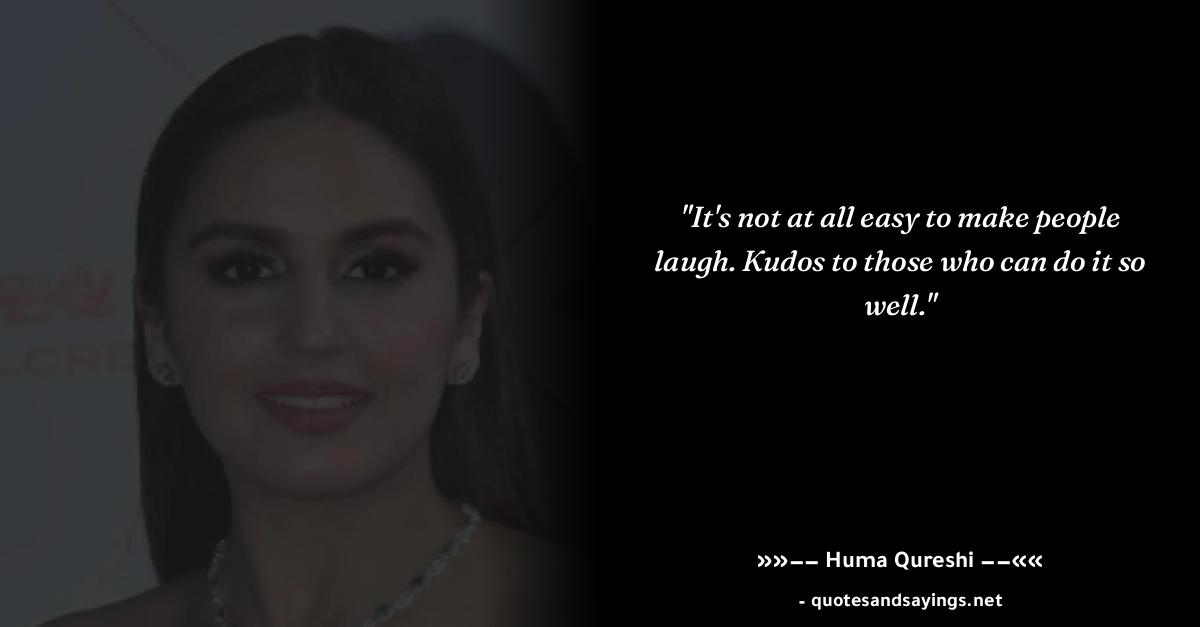 "It's not at all easy to make people
laugh. Kudos to those who can do it so
well."
»»–– Huma Qureshi ––««
- quotesandsayings.net